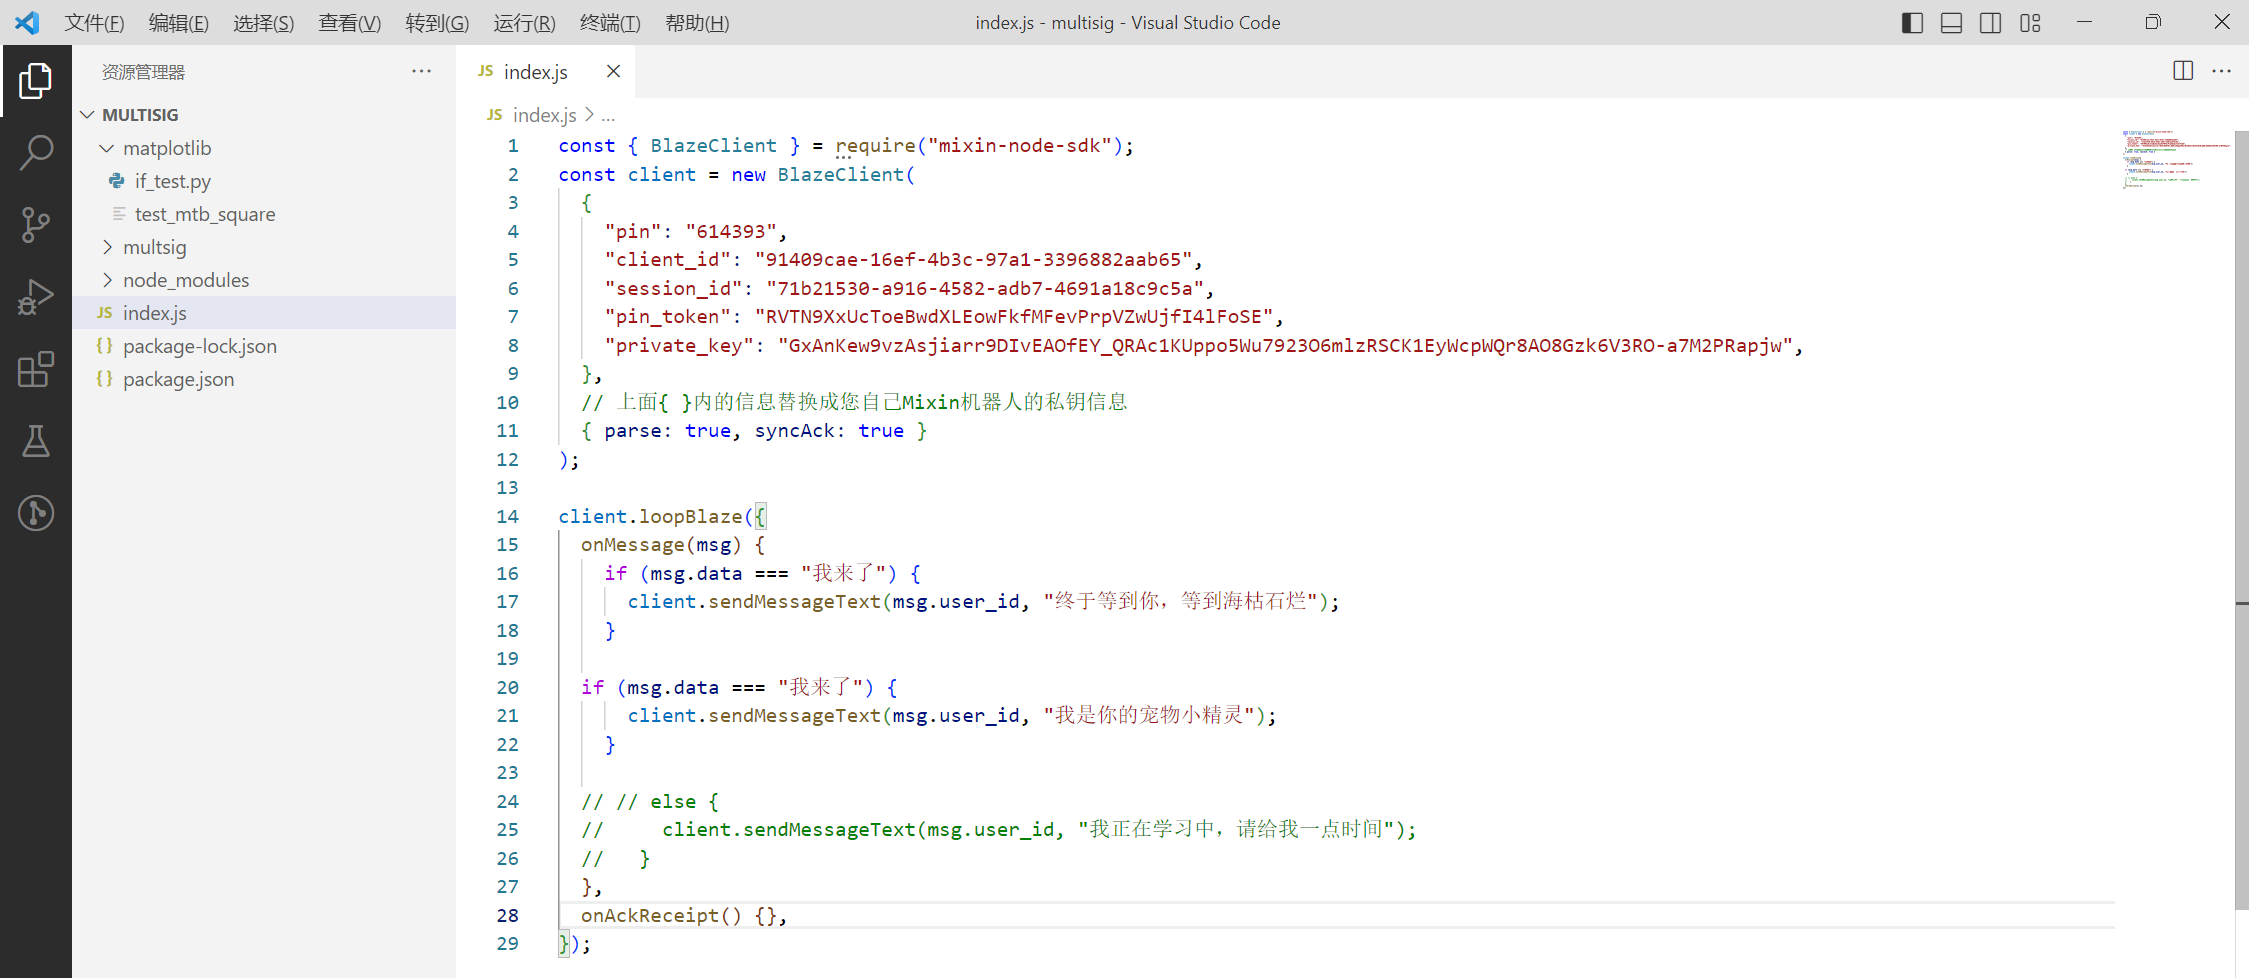 文件(F) 编辑(E) 选择(S) 查看(V) 转到(G) 运行(R) 终端(T) 帮助(H) index.js - multisig - Visual Studio Code
资源管理器
MULTISIG
matplotlib
if_test.py
test_mtb_square
multsig
node_modules
JS index.js
{} package-lock.json
{} package.json
JS index.js
JS index.js > ...
1 const { BlazeClient } = require("mixin-node-sdk");
2 const client = new BlazeClient(
3 {
4 "pin": "614393",
5 "client_id": "91409cae-16ef-4b3c-97a1-3396882aab65",
6 "session_id": "71b21530-a916-4582-adb7-4691a18c9c5a",
7 "pin_token": "RVTN9XxUcToeBwdXLEowFkfMFevPrpVZwUjfI4lFoSE",
8 "private_key": "GxAnKew9vzAsjiarr9DIvEAOfEY_QRAc1KUppo5Wu7923O6mlzRSCK1EyWcpWQr8AO8Gzk6V3RO-a7M2PRapjw",
9 },
10 // 上面{ }内的信息替换成您自己Mixin机器人的私钥信息
11 { parse: true, syncAck: true }
12 );
13
14 client.loopBlaze({
15 onMessage(msg) {
16 if (msg.data === "我来了") {
17 client.sendMessageText(msg.user_id, "终于等到你，等到海枯石烂");
18 }
19
20 if (msg.data === "我来了") {
21 client.sendMessageText(msg.user_id, "我是你的宠物小精灵");
22 }
23
24 // // else {
25 // client.sendMessageText(msg.user_id, "我正在学习中，请给我一点时间");
26 // }
27 },
28 onAckReceipt() {},
29 });